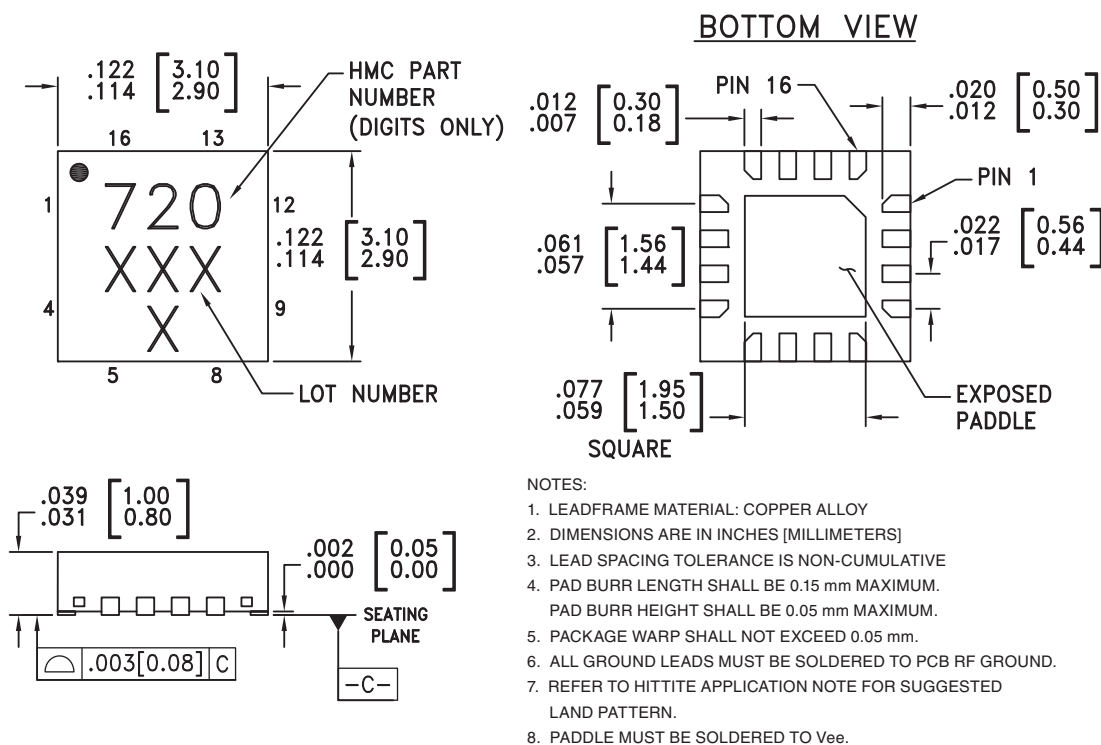 BOTTOM VIEW
.122 [3.10]
.114 [2.90]
HMC PART
NUMBER
(DIGITS ONLY)
16 13
1 12
4 9
5 8
720
XXX
X
.122 [3.10]
.114 [2.90]
LOT NUMBER
PIN 16
.012 [0.30]
.007 [0.18]
.020 [0.50]
.012 [0.30]
PIN 1
.061 [1.56]
.057 [1.44]
.022 [0.56]
.017 [0.44]
.077 [1.95]
.059 [1.50]
SQUARE
EXPOSED
PADDLE
.039 [1.00]
.031 [0.80]
.002 [0.05]
.000 [0.00]
SEATING
PLANE
.003[0.08] C
-C-
NOTES:
1. LEADFRAME MATERIAL: COPPER ALLOY
2. DIMENSIONS ARE IN INCHES [MILLIMETERS]
3. LEAD SPACING TOLERANCE IS NON-CUMULATIVE
4. PAD BURR LENGTH SHALL BE 0.15 mm MAXIMUM.
PAD BURR HEIGHT SHALL BE 0.05 mm MAXIMUM.
5. PACKAGE WARP SHALL NOT EXCEED 0.05 mm.
6. ALL GROUND LEADS MUST BE SOLDERED TO PCB RF GROUND.
7. REFER TO HITTITE APPLICATION NOTE FOR SUGGESTED
LAND PATTERN.
8. PADDLE MUST BE SOLDERED TO Vee.